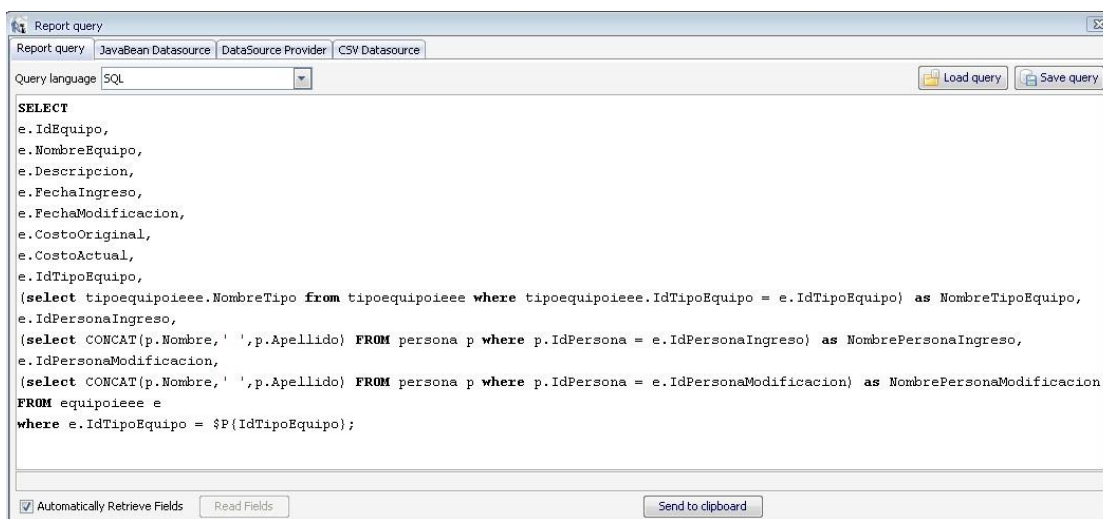 Report query
Report query JavaBean Datasource DataSource Provider CSV Datasource
Query language SQL Load query Save query
SELECT
e.IdEquipo,
e.NombreEquipo,
e.Descripcion,
e.FechaIngreso,
e.FechaModificacion,
e.CostoOriginal,
e.CostoActual,
e.IdTipoEquipo,
(select tipoequipoieee.NombreTipo from tipoequipoieee where tipoequipoieee.IdTipoEquipo = e.IdTipoEquipo) as NombreTipoEquipo,
e.IdPersonaIngreso,
(select CONCAT(p.Nombre,' ',p.Apellido) FROM persona p where p.IdPersona = e.IdPersonaIngreso) as NombrePersonaIngreso,
e.IdPersonaModificacion,
(select CONCAT(p.Nombre,' ',p.Apellido) FROM persona p where p.IdPersona = e.IdPersonaModificacion) as NombrePersonaModificacion
FROM equipoieee e
where e.IdTipoEquipo = $P{IdTipoEquipo};
Automatically Retrieve Fields Read Fields Send to clipboard